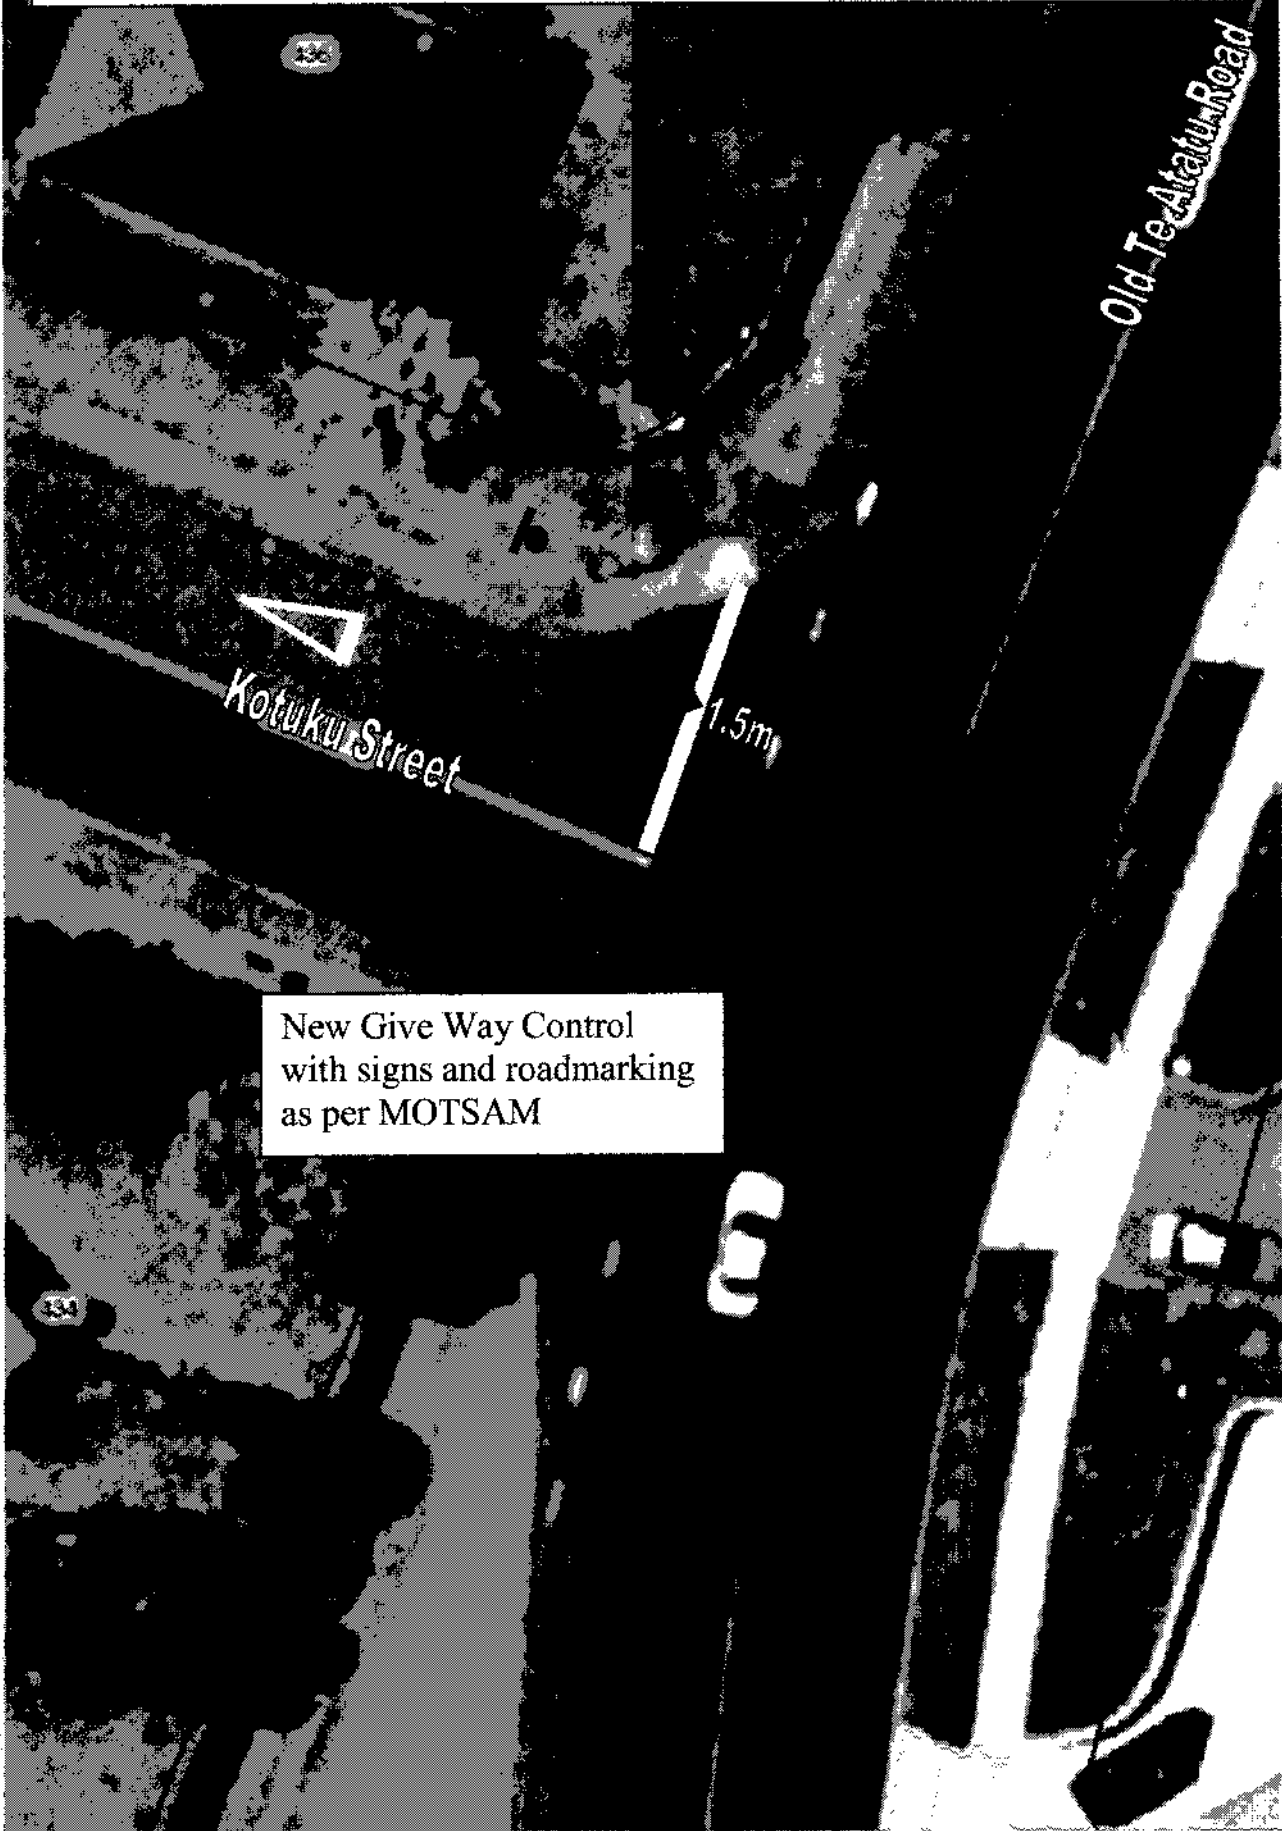 Old Te Atatu Road
Kotuku Street
1.5m
New Give Way Control
with signs and roadmarking
as per MOTSAM